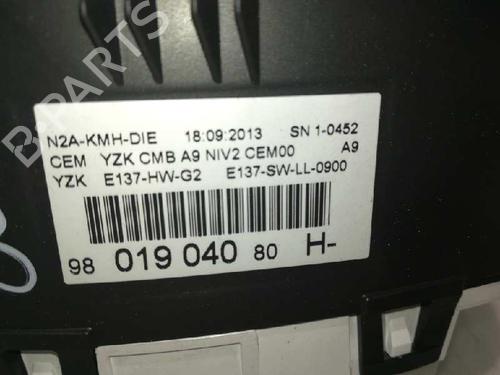 B-PARTS
N2A-KMH-DIE 18:09:2013 SN 1-0452
CEM YZK CMB A9 NIV2 CEM00 A9
YZK E137-HW-G2 E137-SW-LL-0900
98 019 040 80 H-